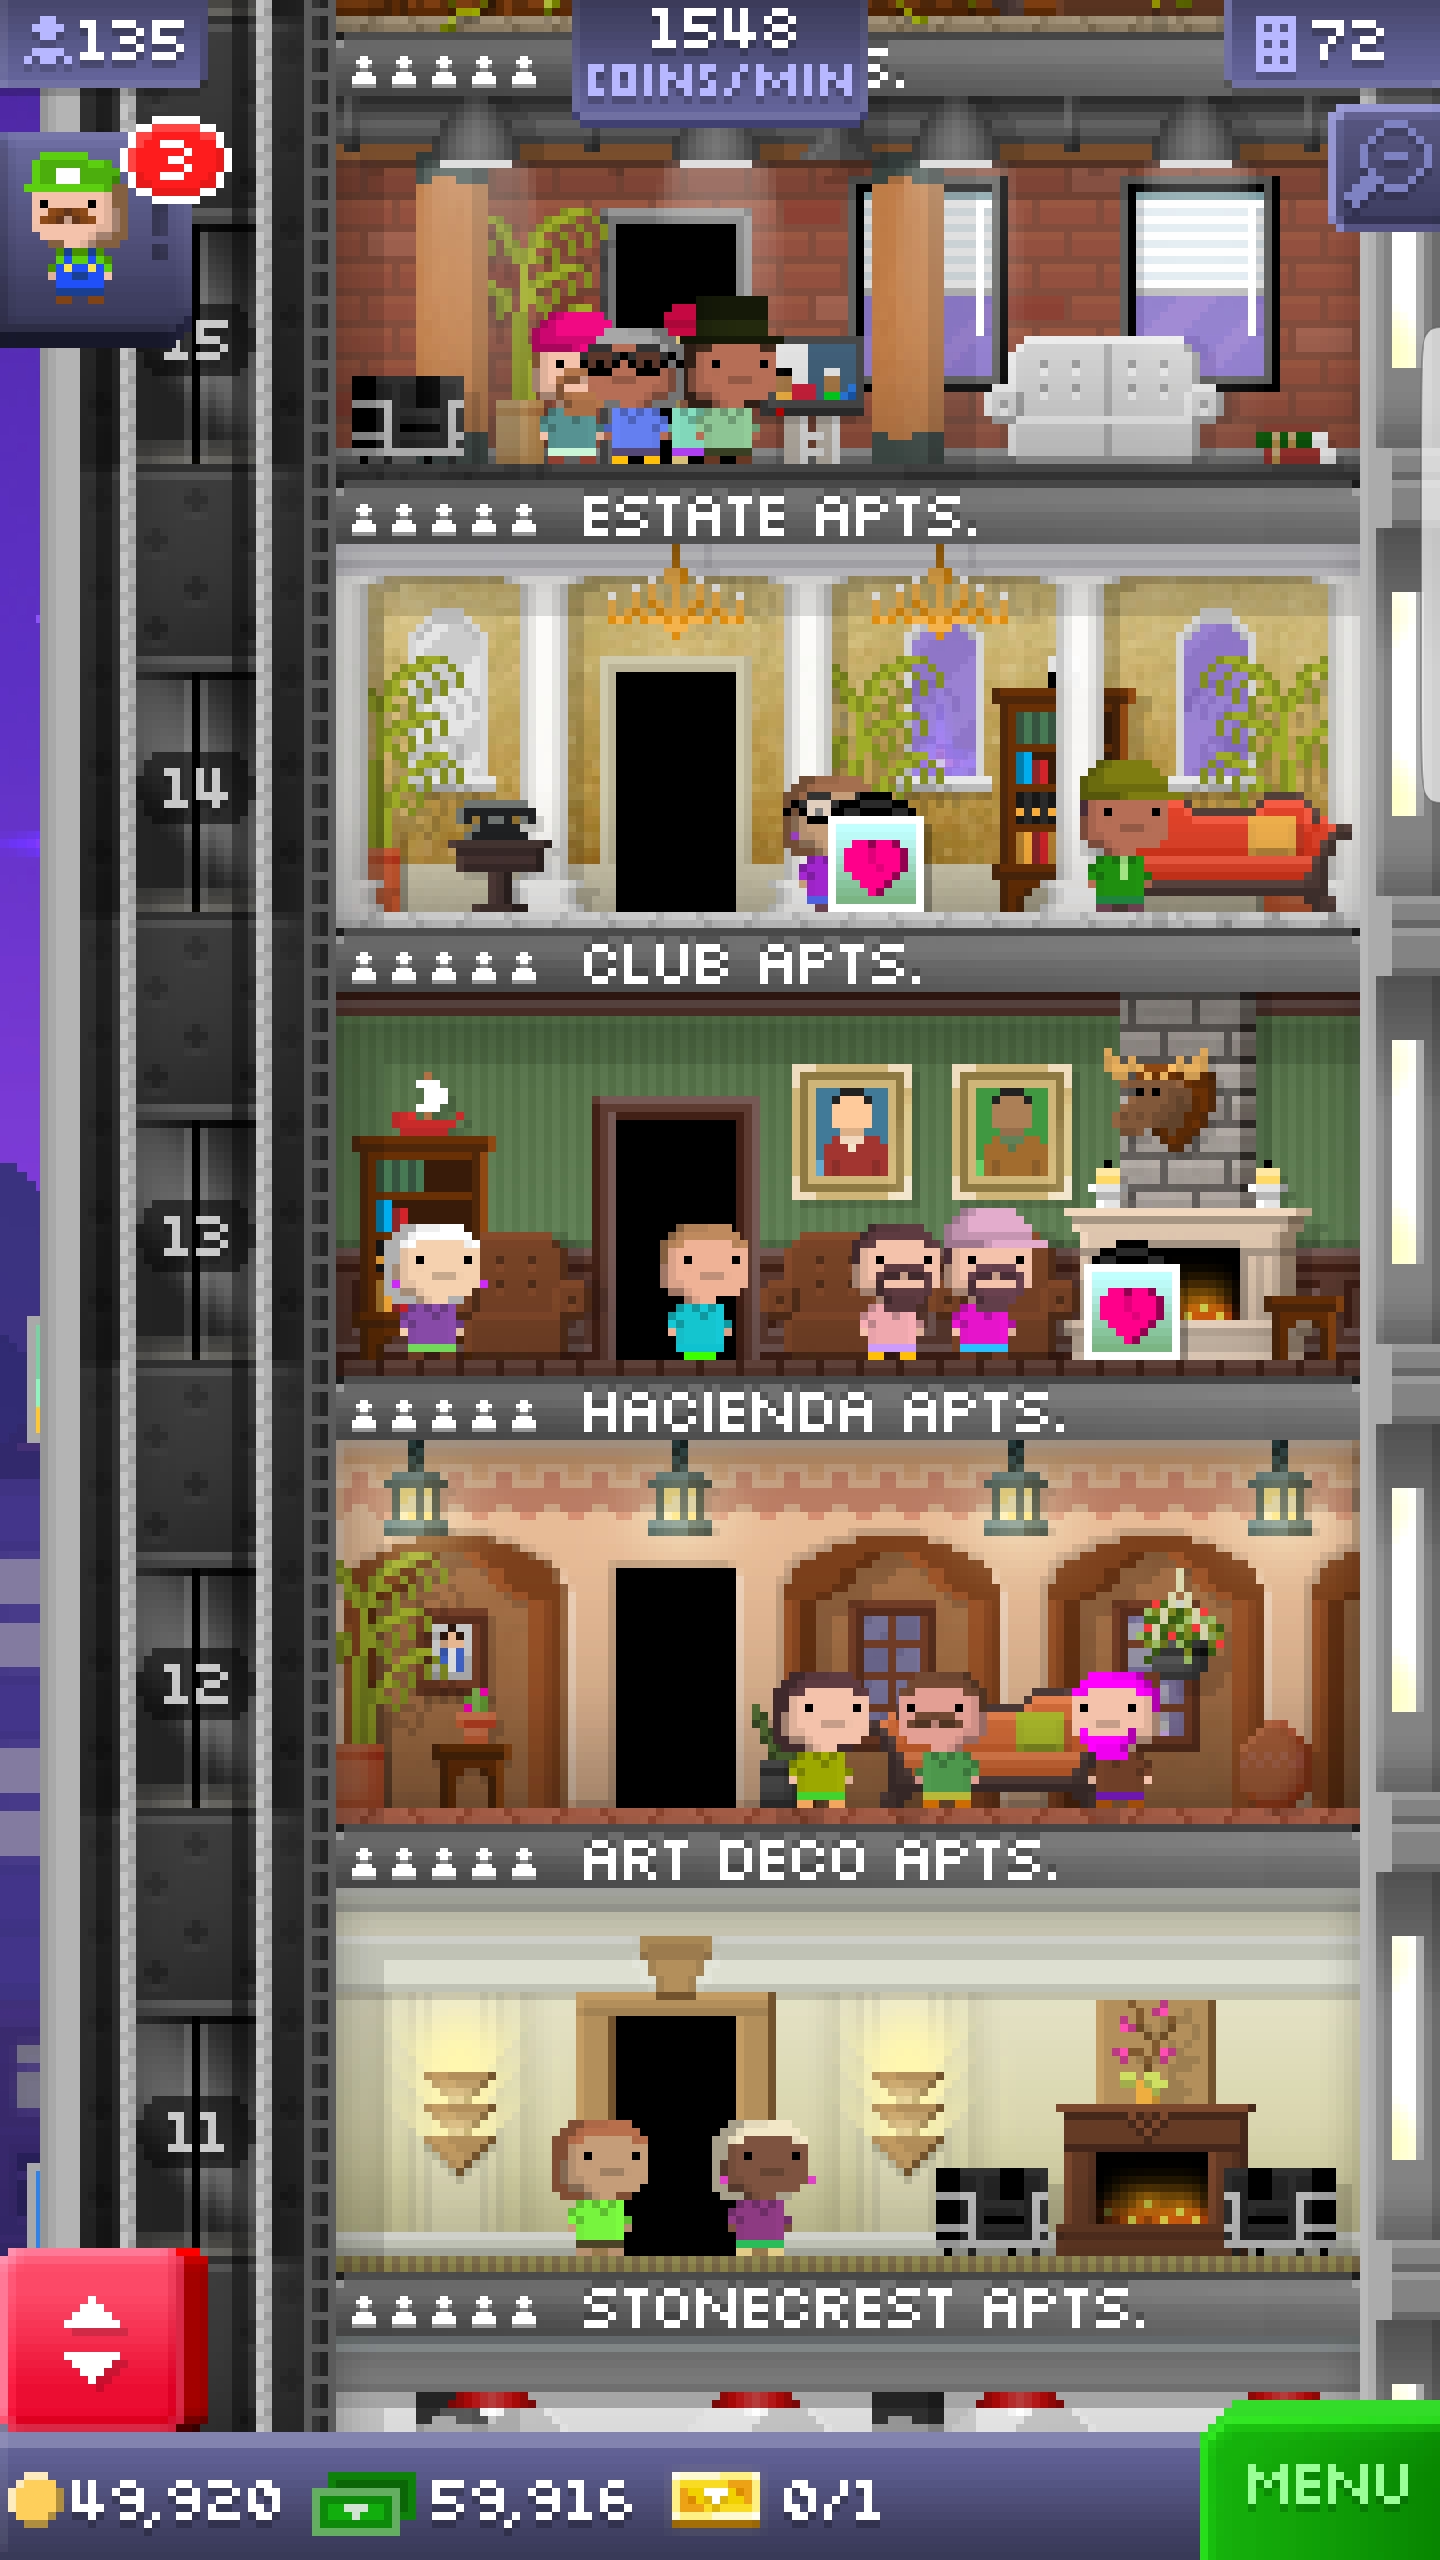 135
1548
COINS/MIN
72
S.
3
15
ESTATE APTS.
14
CLUB APTS.
13
HACIENDA APTS.
12
ART DECO APTS.
11
STONECREST APTS.
49,920
59,916
0/1
MENU